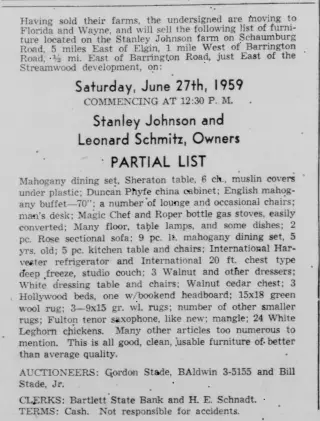 Having sold their farms, the undersigned are moving to
Florida and Wayne, and will sell the following list of furni-
ture located on the Stanley Johnson farm on Schaumburg
Road, 5 miles East of Elgin, 1 mile West of Barrington
Road, ½ mi. East of Barrington Road, just East of the
Streamwood development, on:
Saturday, June 27th, 1959
COMMENCING AT 12:30 P. M.
Stanley Johnson and
Leonard Schmitz, Owners
PARTIAL LIST
Mahogany dining set, Sheraton table, 6 ch., muslin covers
under plastic; Duncan Phyfe china cabinet; English mahog-
any buffet—70"; a number of lounge and occasional chairs;
man's desk; Magic Chef and Roper bottle gas stoves, easily
converted; Many floor, table lamps, and some dishes; 2
pc. Rose sectional sofa; 9 pc. lt. mahogany dining set, 5
yrs. old; 5 pc. kitchen table and chairs; International Har-
vester refrigerator and International 20 ft. chest type
deep freeze, studio couch; 3 Walnut and other dressers;
White dressing table and chairs; Walnut cedar chest; 3
Hollywood beds, one w/bookend headboard; 15x18 green
wool rug; 3—9x15 gr. wl. rugs; number of other smaller
rugs; Fulton tenor saxophone, like new; mangle; 24 White
Leghorn chickens. Many other articles too numerous to
mention. This is all good, clean, usable furniture of better
than average quality.
AUCTIONEERS: Gordon Stade, BAldwin 3-5155 and Bill
Stade, Jr.
CLERKS: Bartlett State Bank and H. E. Schnadt.
TERMS: Cash. Not responsible for accidents.